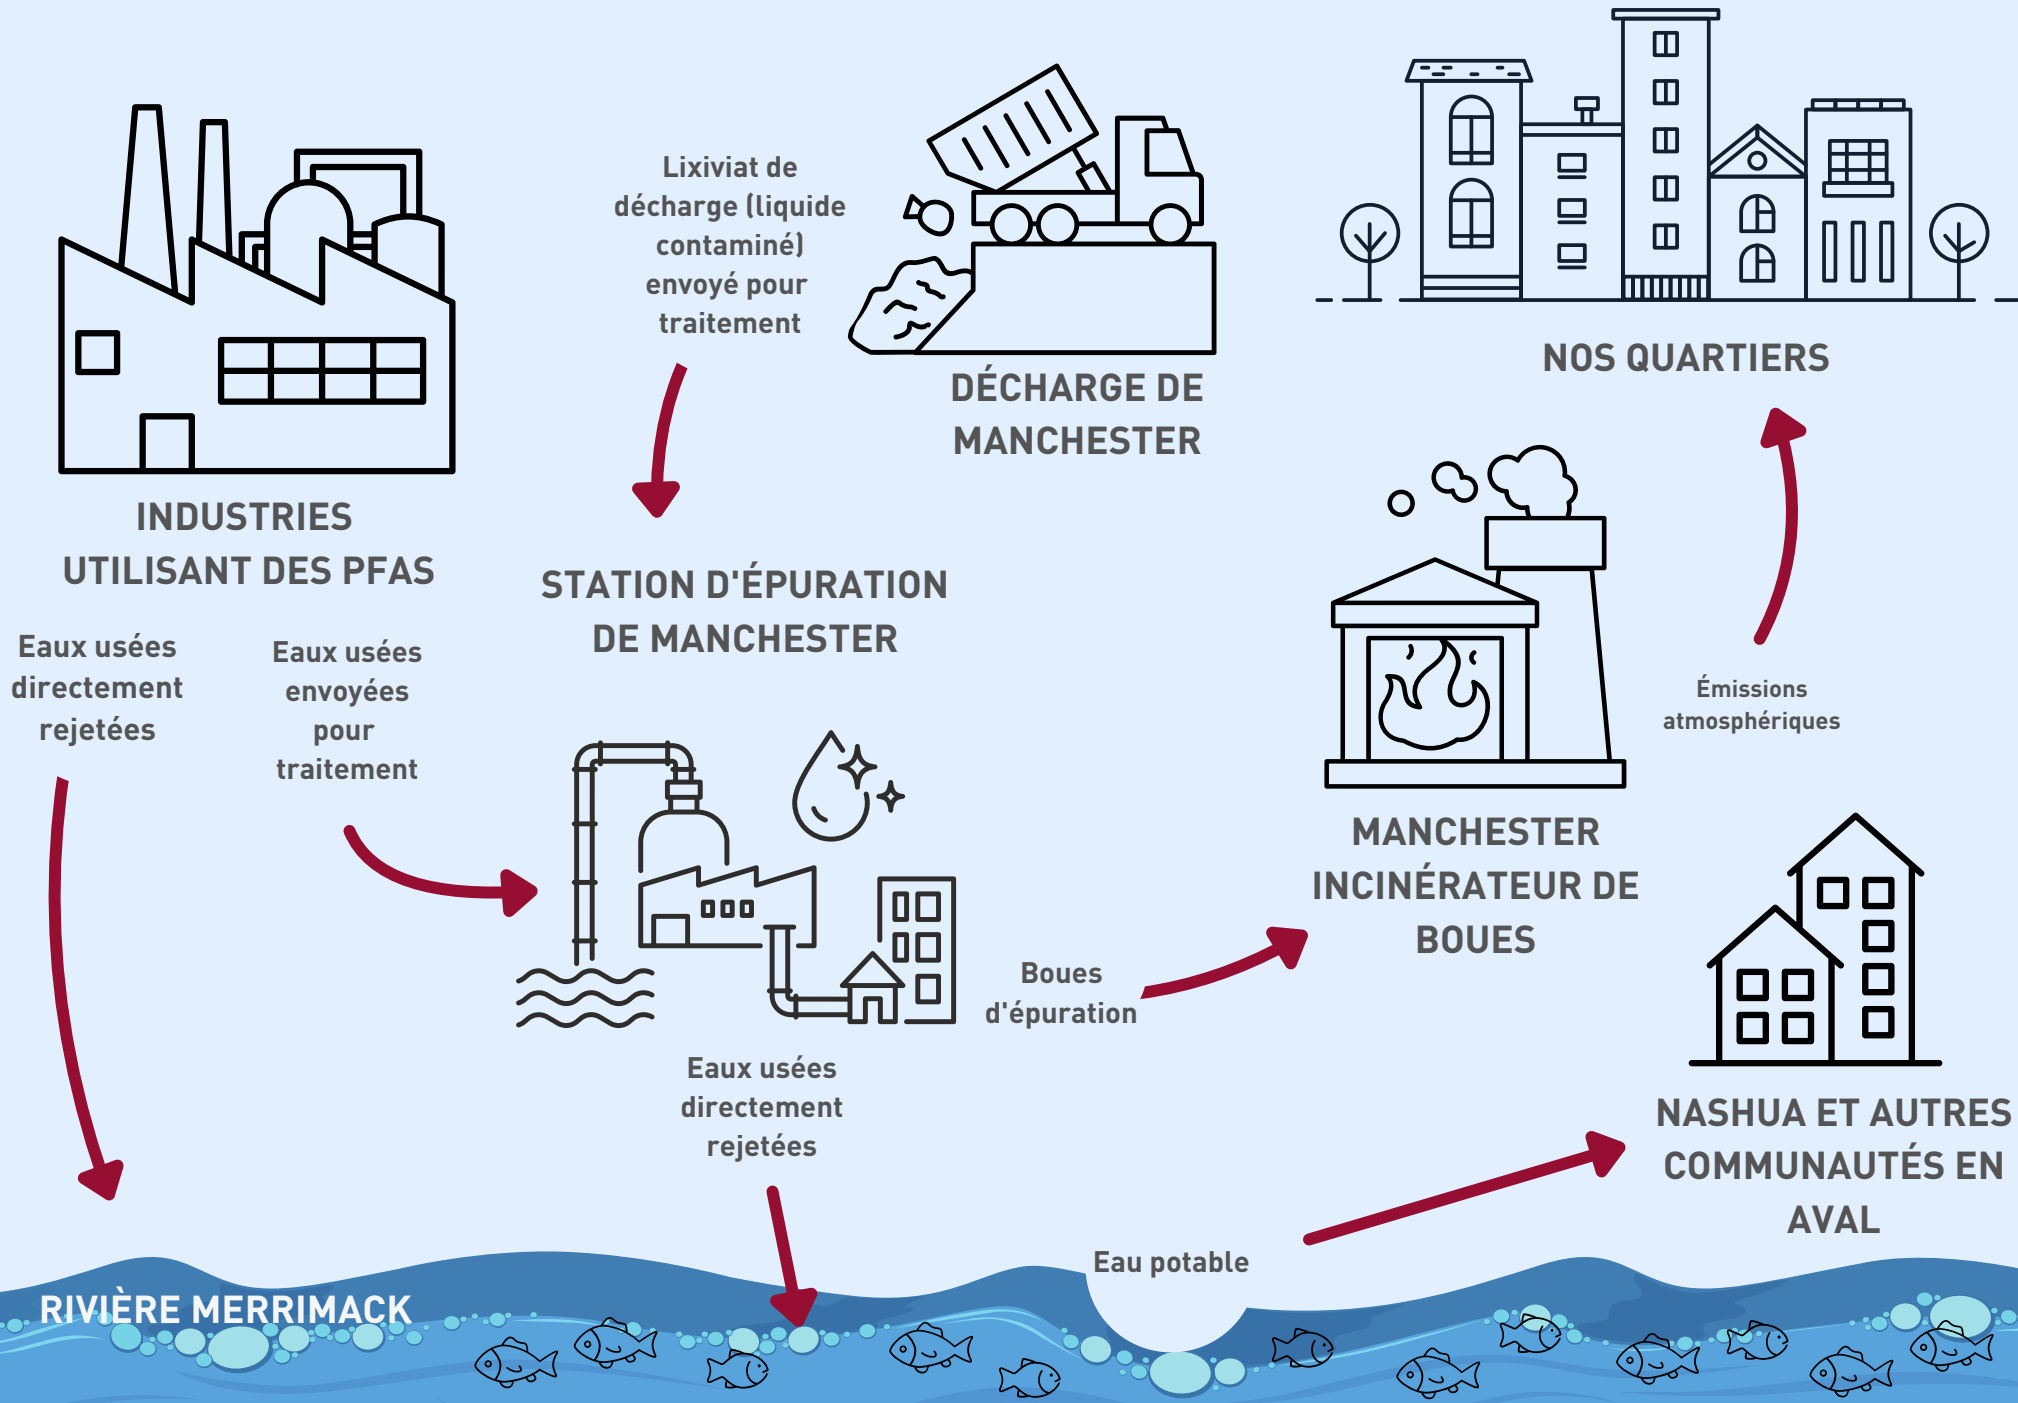 Lixiviat de
décharge (liquide
contaminé)
envoyé pour
traitement
DÉCHARGE DE
MANCHESTER
NOS QUARTIERS
INDUSTRIES
UTILISANT DES PFAS
STATION D'ÉPURATION
DE MANCHESTER
Eaux usées
directement
rejetées
Eaux usées
envoyées
pour
traitement
Émissions
atmosphériques
MANCHESTER
INCINÉRATEUR DE
BOUES
Boues
d'épuration
Eaux usées
directement
rejetées
NASHUA ET AUTRES
COMMUNAUTÉS EN
AVAL
Eau potable
RIVIÈRE MERRIMACK